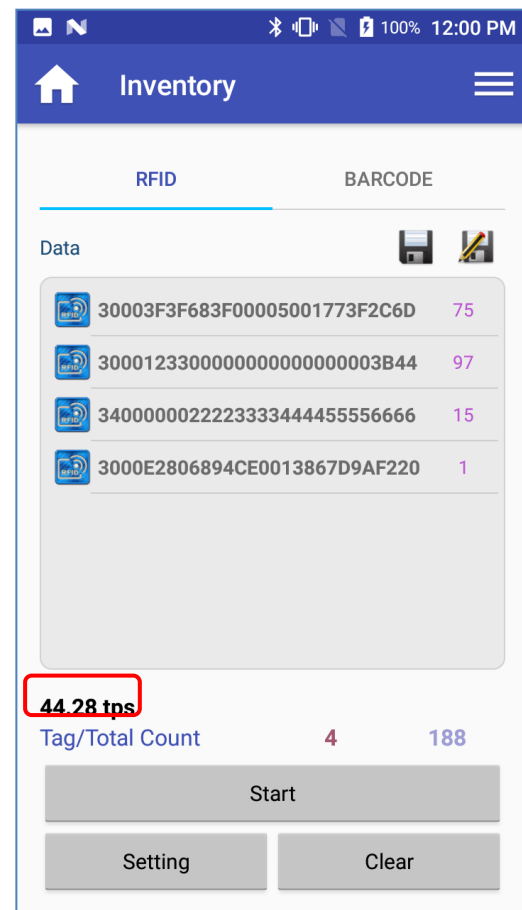 100% 12:00 PM
Inventory
RFID BARCODE
Data
RFID 30003F3F683F00005001773F2C6D 75
RFID 3000123300000000000000003B44 97
RFID 3400000022223333444455556666 15
RFID 3000E2806894CE0013867D9AF220 1
44.28 tps
Tag/Total Count 4 188
Start
Setting Clear